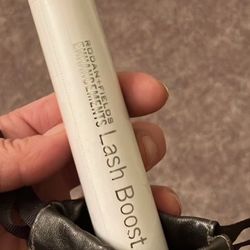 RODAN+FIELDS
ENHANCEMENTS
Lash Boost